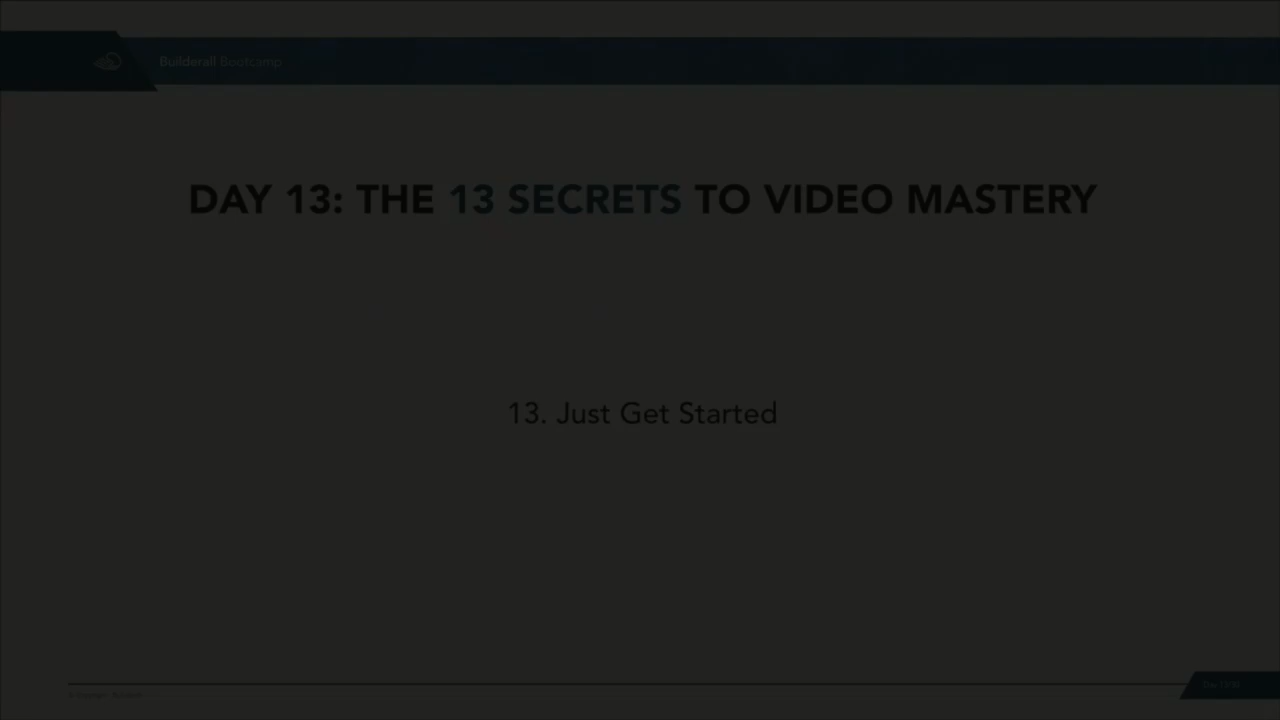 Builderall Bootcamp
DAY 13: THE 13 SECRETS TO VIDEO MASTERY
13. Just Get Started